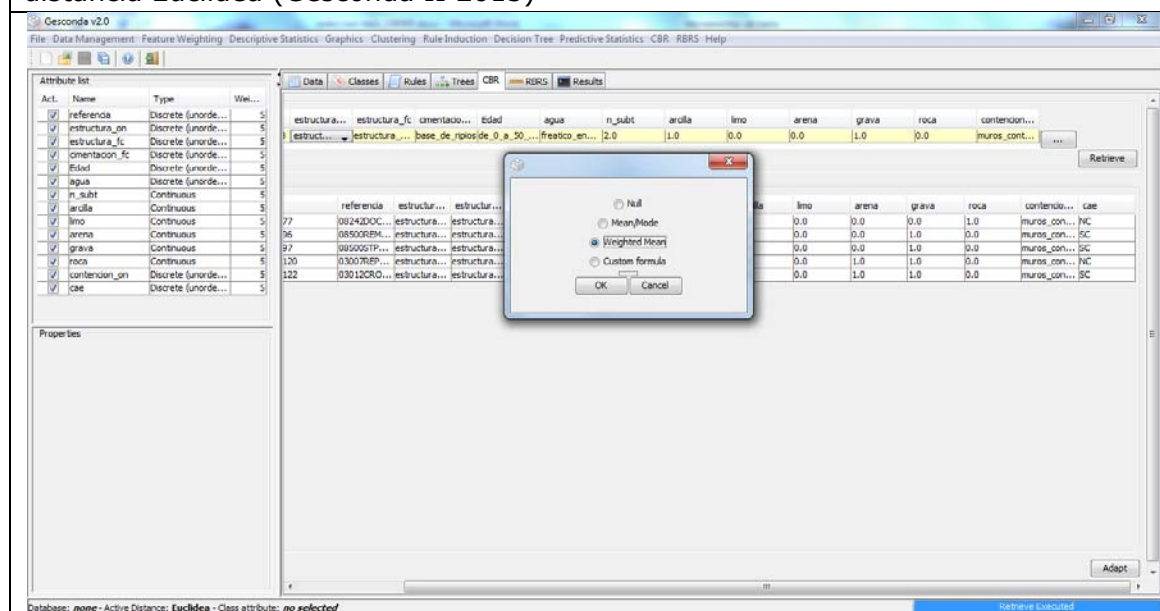 distancia Euclidea (Gesconda II 2015)
Gesconda v2.0
File Data Management Feature Weighting Descriptive Statistics Graphics Clustering Rule Induction Decision Tree Predictive Statistics CBR RBRS Help
Attribute list
Act. Name Type Wei...
referencia Discrete (unorde... 5
estructura_on Discrete (unorde... 5
estructura_fc Discrete (unorde... 5
cmentacion_fc Discrete (unorde... 5
Edad Discrete (unorde... 5
agua Discrete (unorde... 5
n_subt Continuous 5
arcilla Continuous 5
limo Continuous 5
arena Continuous 5
grava Continuous 5
roca Continuous 5
contencion_on Discrete (unorde... 5
cae Discrete (unorde... 5
Properties
Data Classes Rules Trees CBR RBRS Results
estructura... estructura_fc cmentacio... Edad agua n_subt arcilla limo arena grava roca contencion...
estruct... estructura_... base_de_ripios de_0_a_50_... freatico_en... 2.0 1.0 0.0 0.0 1.0 0.0 muros_cont... ...
Retrieve
referencia estructur... estructur... lla limo arena grava roca contencio... cae
77 08242DOC... estructura... estructura... 0.0 0.0 0.0 1.0 muros_con... NC
96 08500REM... estructura... estructura... 0.0 0.0 1.0 0.0 muros_con... SC
97 08500STP... estructura... estructura... 0.0 0.0 1.0 0.0 muros_con... SC
120 03007REP... estructura... estructura... 0.0 1.0 1.0 0.0 muros_con... SC
122 03012CRO... estructura... estructura... 0.0 1.0 1.0 0.0 muros_con... SC
Null
Mean/Mode
Weighted Mean
Custom formula
OK Cancel
Adapt
Database: none - Active Distance: Euclidea - Class attribute: no selected
Retrieve Executed